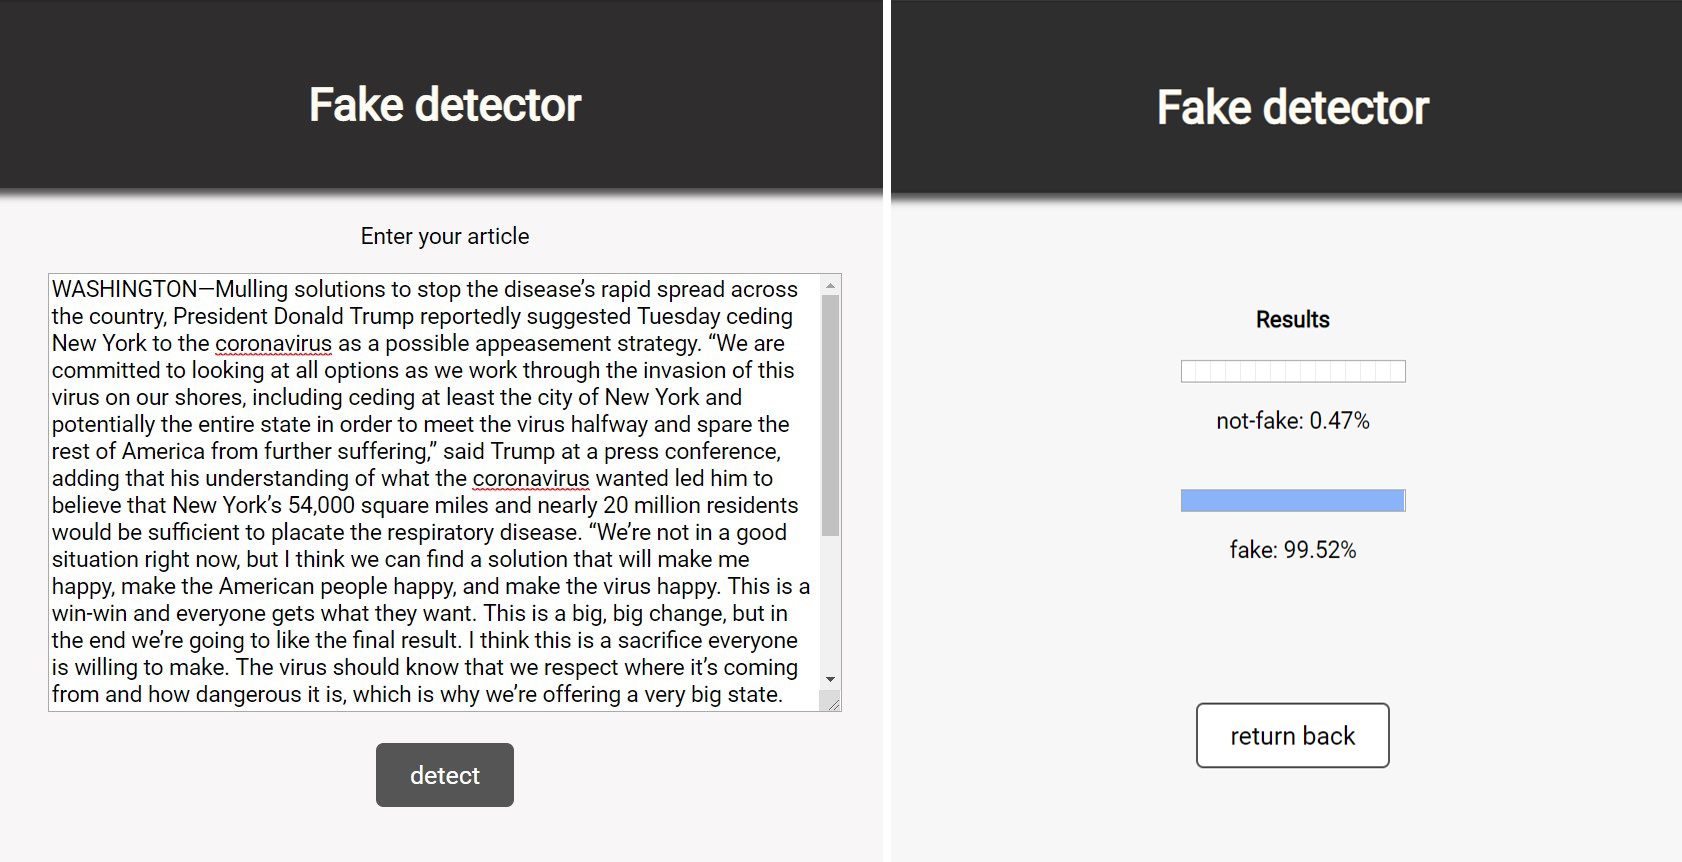 Fake detector
Enter your article
WASHINGTON—Mulling solutions to stop the disease’s rapid spread across
the country, President Donald Trump reportedly suggested Tuesday ceding
New York to the coronavirus as a possible appeasement strategy. “We are
committed to looking at all options as we work through the invasion of this
virus on our shores, including ceding at least the city of New York and
potentially the entire state in order to meet the virus halfway and spare the
rest of America from further suffering,” said Trump at a press conference,
adding that his understanding of what the coronavirus wanted led him to
believe that New York’s 54,000 square miles and nearly 20 million residents
would be sufficient to placate the respiratory disease. “We’re not in a good
situation right now, but I think we can find a solution that will make me
happy, make the American people happy, and make the virus happy. This is a
win-win and everyone gets what they want. This is a big, big change, but in
the end we’re going to like the final result. I think this is a sacrifice everyone
is willing to make. The virus should know that we respect where it’s coming
from and how dangerous it is, which is why we’re offering a very big state.
detect
Fake detector
Results
not-fake: 0.47%
fake: 99.52%
return back